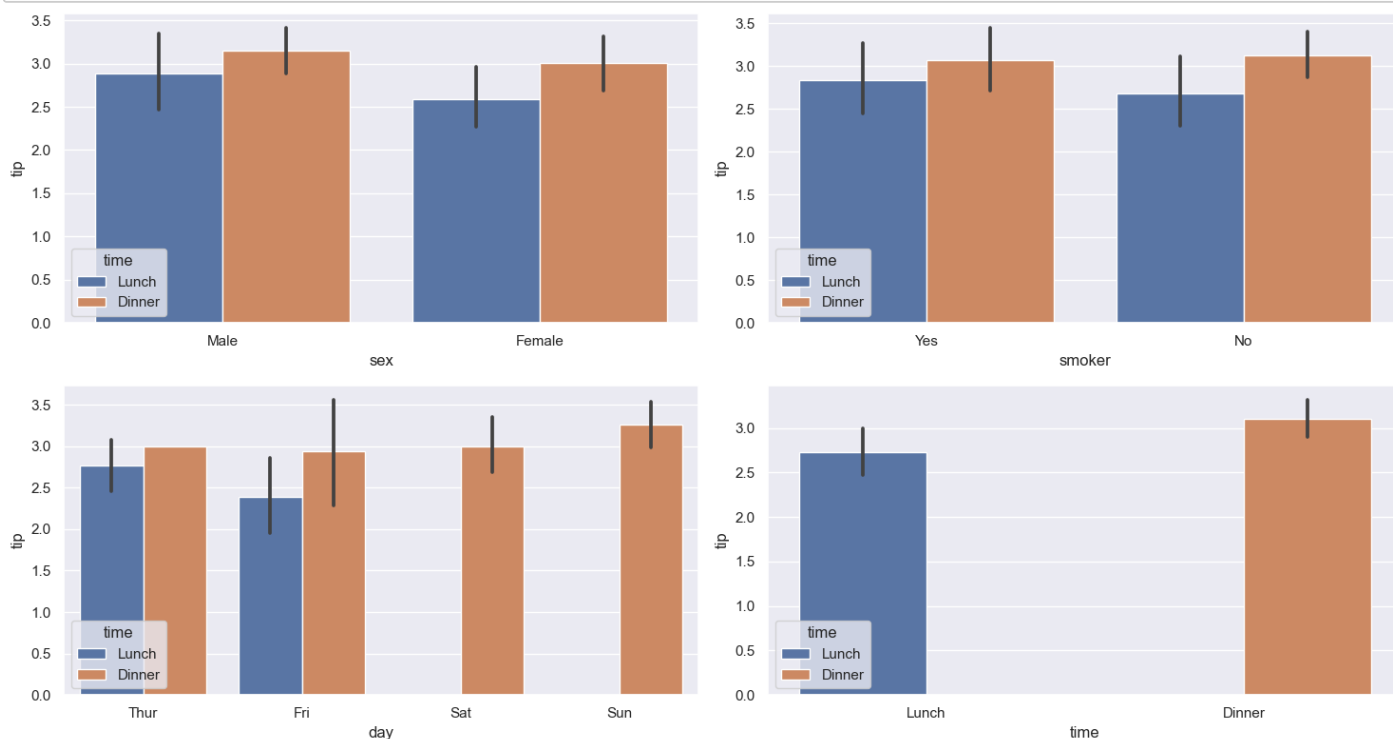 3.5
3.0
2.5
2.0
1.5
1.0
0.5
0.0
tip
time
Lunch
Dinner
Male Female
sex
3.5
3.0
2.5
2.0
1.5
1.0
0.5
0.0
tip
time
Lunch
Dinner
Yes No
smoker
3.5
3.0
2.5
2.0
1.5
1.0
0.5
0.0
tip
time
Lunch
Dinner
Thur Fri Sat Sun
day
3.0
2.5
2.0
1.5
1.0
0.5
0.0
tip
time
Lunch
Dinner
Lunch Dinner
time